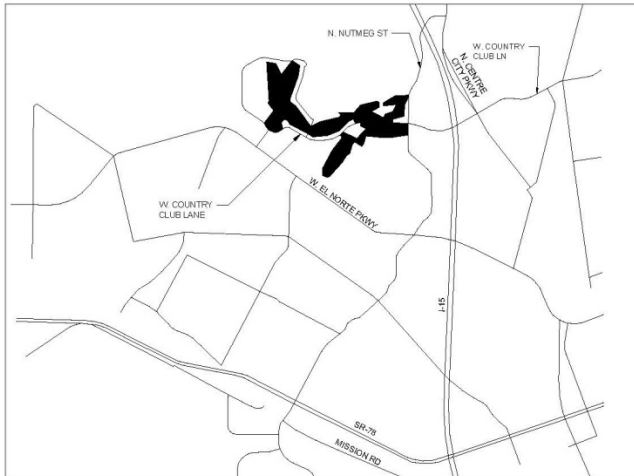 N. NUTMEG ST
W. COUNTRY
CLUB LN
N. CENTRE
CITY PKWY
W. COUNTRY
CLUB LANE
W. EL NORTE PKWY
I-15
SR-78
MISSION RD